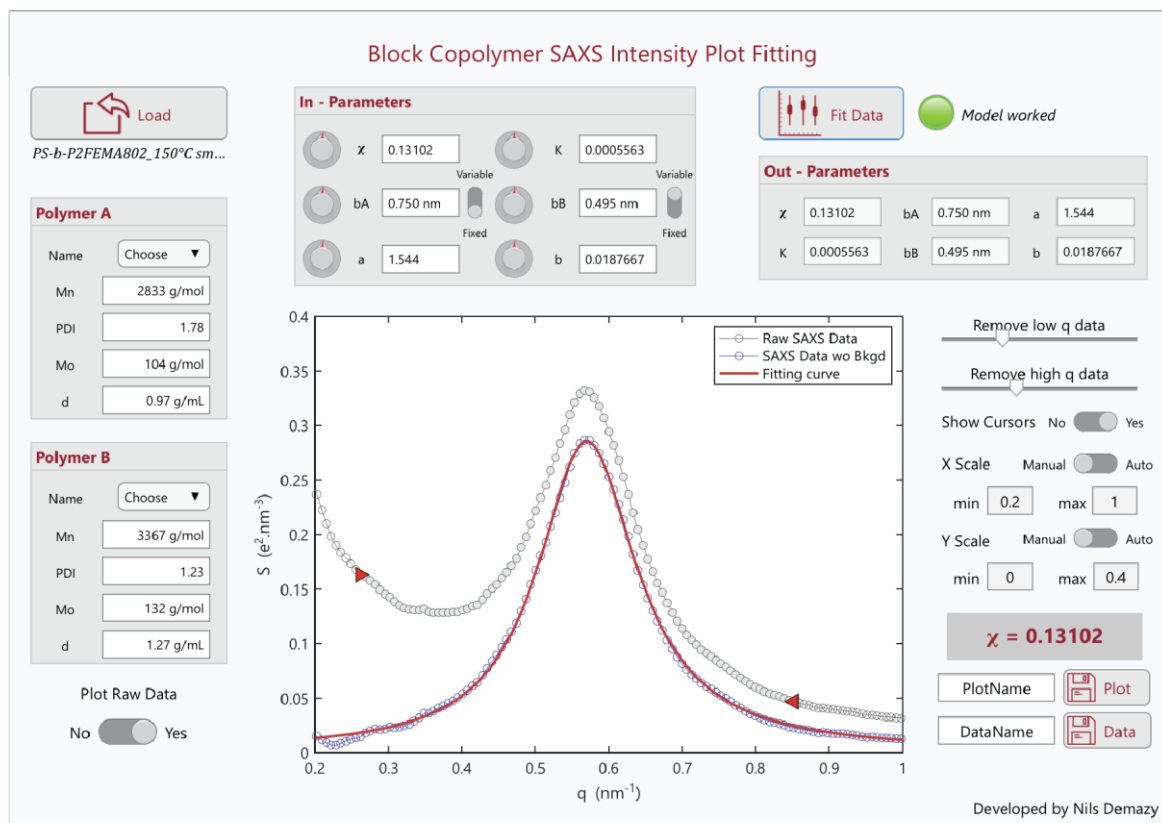 Block Copolymer SAXS Intensity Plot Fitting
Load
PS-b-P2FEMA802_150°C sm...
Polymer A
Name Choose ▼
Mn 2833 g/mol
PDI 1.78
Mo 104 g/mol
d 0.97 g/mL
Polymer B
Name Choose ▼
Mn 3367 g/mol
PDI 1.23
Mo 132 g/mol
d 1.27 g/mL
Plot Raw Data
No Yes
In - Parameters
χ 0.13102 K 0.0005563
Variable Variable
bA 0.750 nm bB 0.495 nm
Fixed Fixed
a 1.544 b 0.0187667
Fit Data
Model worked
Out - Parameters
χ 0.13102 bA 0.750 nm a 1.544
K 0.0005563 bB 0.495 nm b 0.0187667
S (e².nm⁻³)
0.4
0.35
0.3
0.25
0.2
0.15
0.1
0.05
0
Raw SAXS Data
SAXS Data wo Bkgd
Fitting curve
0.2 0.3 0.4 0.5 0.6 0.7 0.8 0.9 1
q (nm⁻¹)
Remove low q data
Remove high q data
Show Cursors No Yes
X Scale Manual Auto
min 0.2 max 1
Y Scale Manual Auto
min 0 max 0.4
χ = 0.13102
PlotName Plot
DataName Data
Developed by Nils Demazy